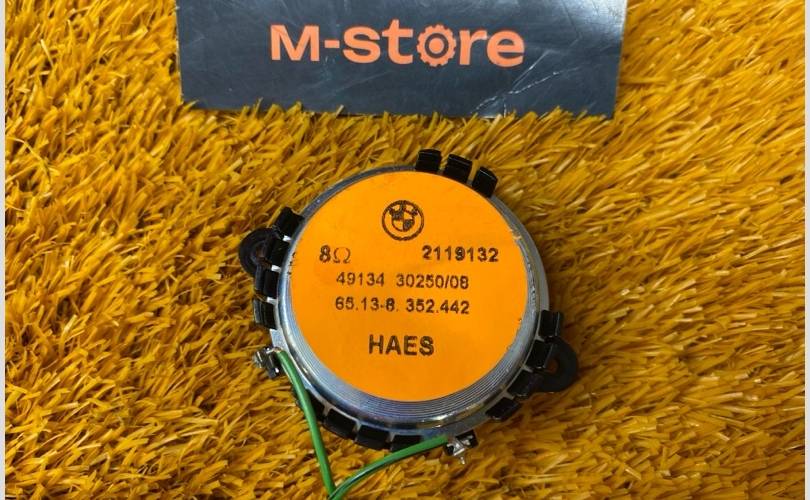 M-store
8Ω 2119132
49134 30250/08
65.13-8. 352.442
HAES